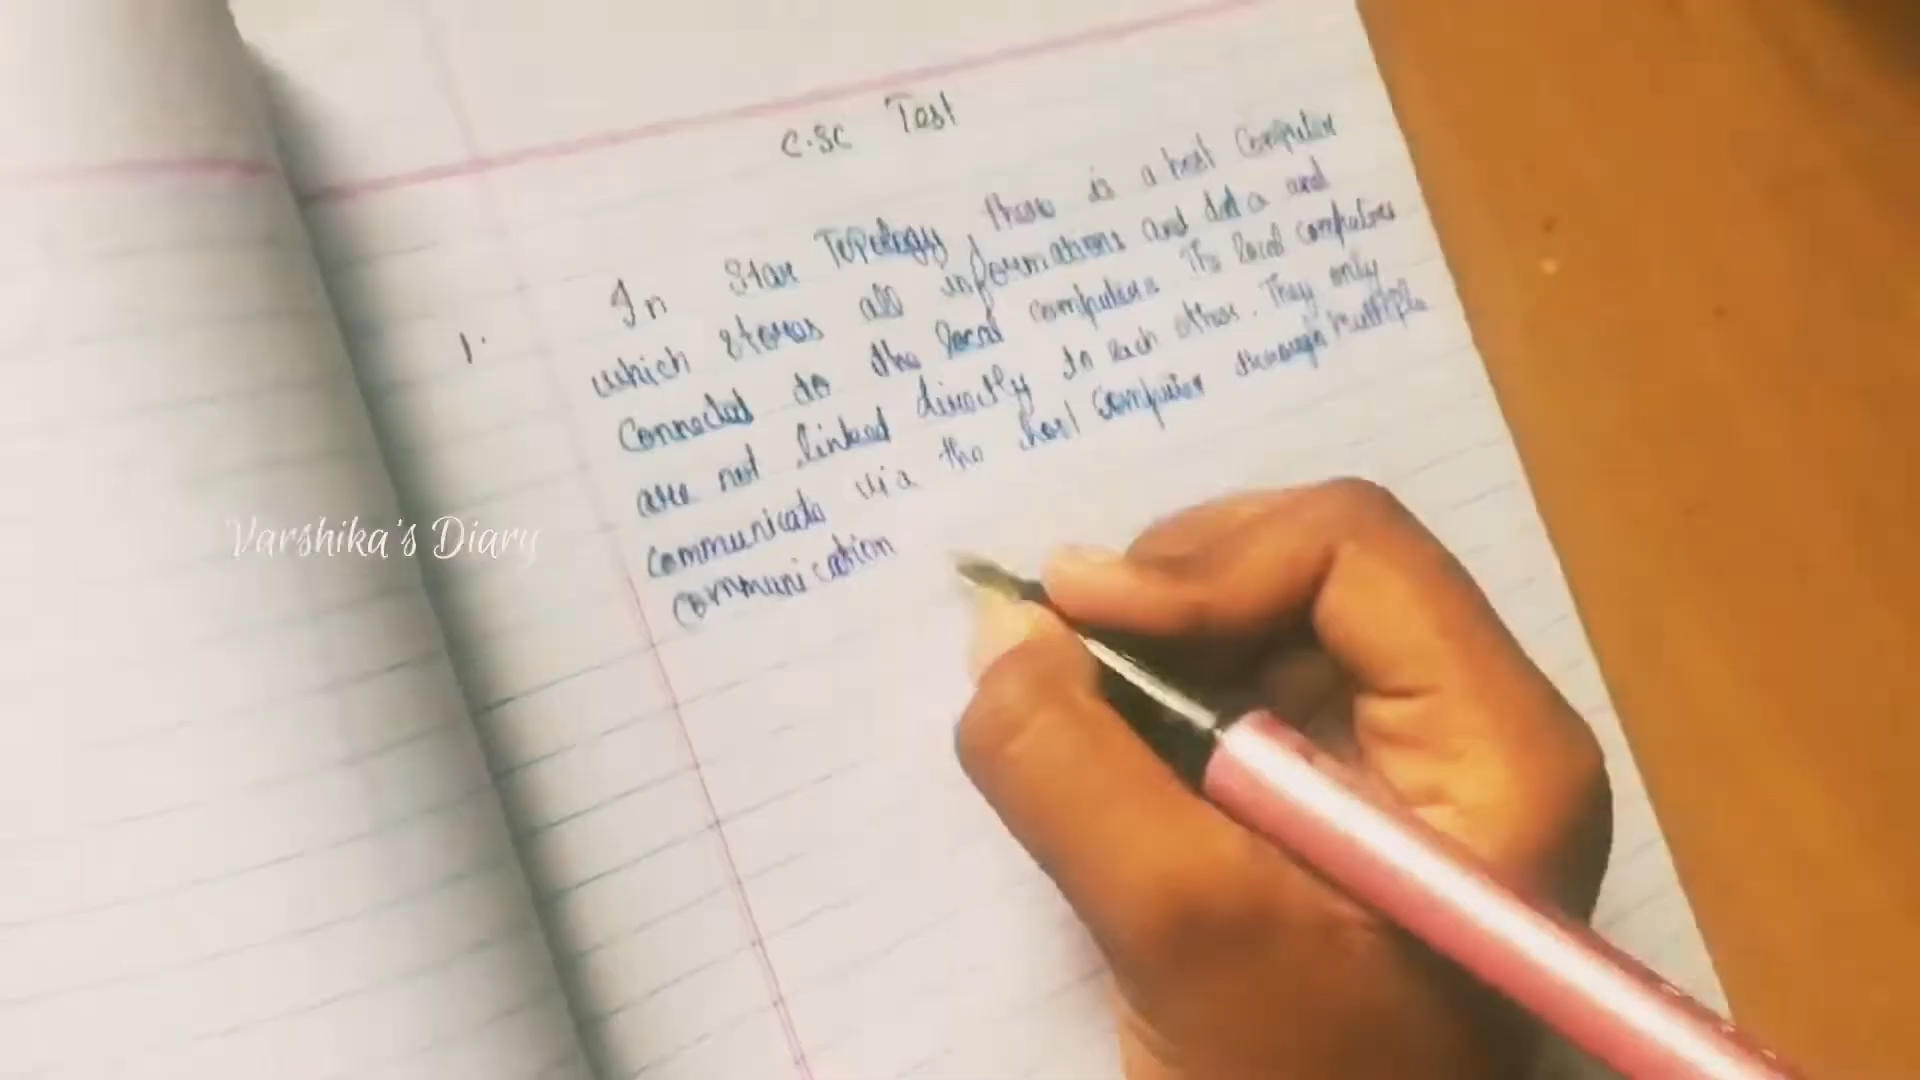 C.SC Test
1. In Star Topology there is a host Computer
which stores all informations and data and
connected to the local computers The local computers
are not linked directly to each other. They only
communicate via the host computer through multiple
communication
Varshika's Diary